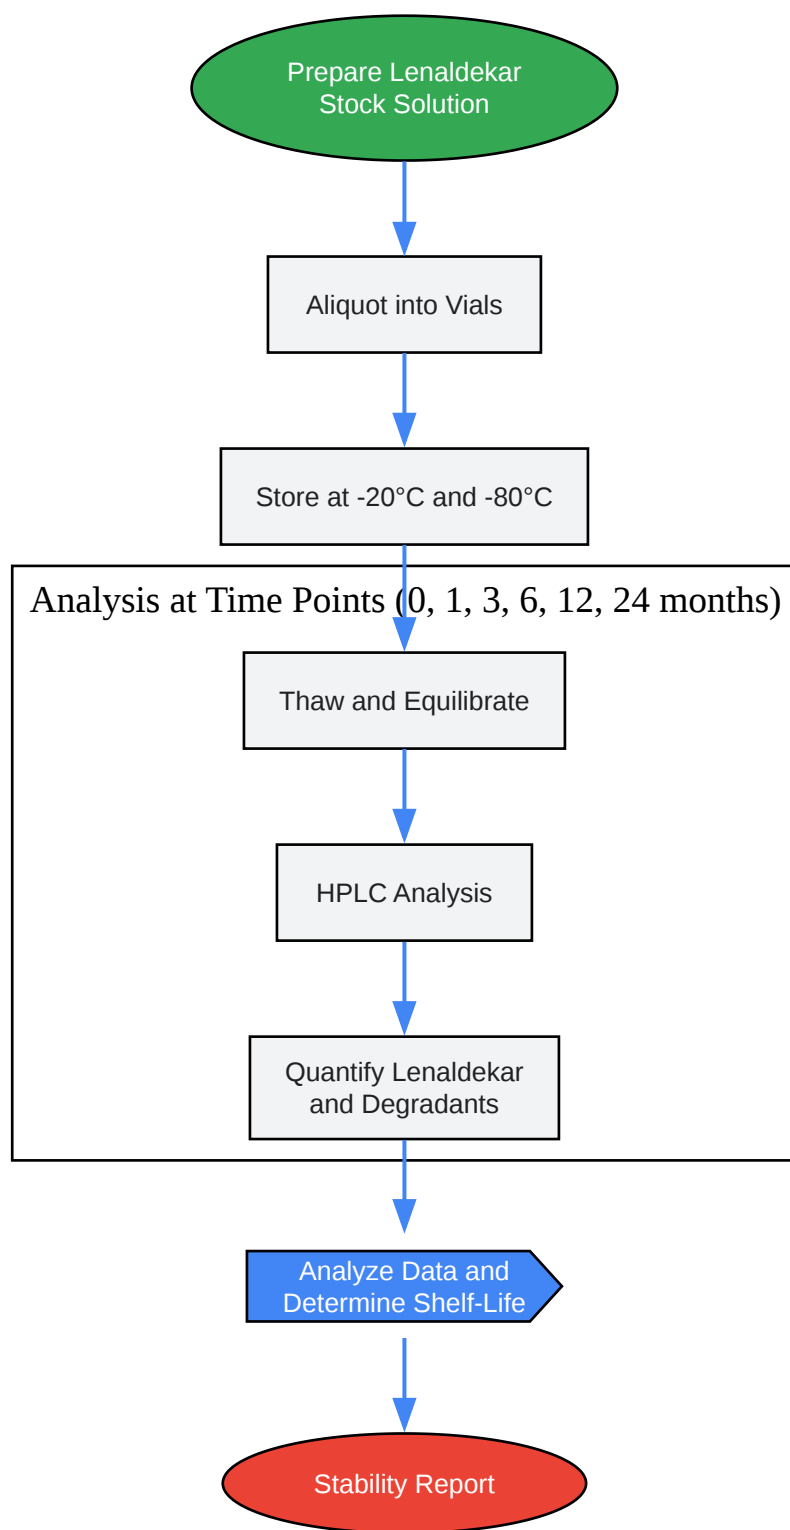 Prepare Lenaldekar
Stock Solution
Aliquot into Vials
Store at -20°C and -80°C
Analysis at Time Points (0, 1, 3, 6, 12, 24 months)
Thaw and Equilibrate
HPLC Analysis
Quantify Lenaldekar
and Degradants
Analyze Data and
Determine Shelf-Life
Stability Report